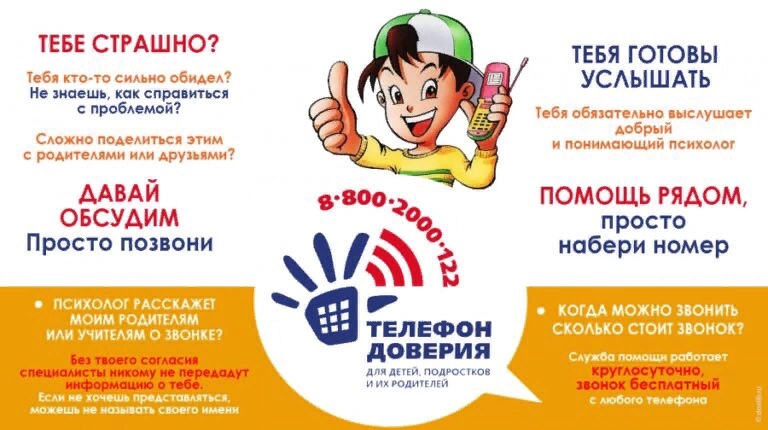 ТЕБЕ СТРАШНО?
Тебя кто-то сильно обидел?
Не знаешь, как справиться
с проблемой?
Сложно поделиться этим
с родителями или друзьями?
ДАВАЙ
ОБСУДИМ
Просто позвони
ТЕБЯ ГОТОВЫ
УСЛЫШАТЬ
Тебя обязательно выслушает
добрый
и понимающий психолог
ПОМОЩЬ РЯДОМ,
просто
набери номер
8·800·2000·122
ТЕЛЕФОН
ДОВЕРИЯ
ДЛЯ ДЕТЕЙ, ПОДРОСТКОВ
И ИХ РОДИТЕЛЕЙ
• ПСИХОЛОГ РАССКАЖЕТ
МОИМ РОДИТЕЛЯМ
ИЛИ УЧИТЕЛЯМ О ЗВОНКЕ?
Без твоего согласия
специалисты никому не передадут
информацию о тебе.
Если не хочешь представляться,
можешь не называть своего имени
• КОГДА МОЖНО ЗВОНИТЬ
СКОЛЬКО СТОИТ ЗВОНОК?
Служба помощи работает
круглосуточно,
звонок бесплатный
с любого телефона